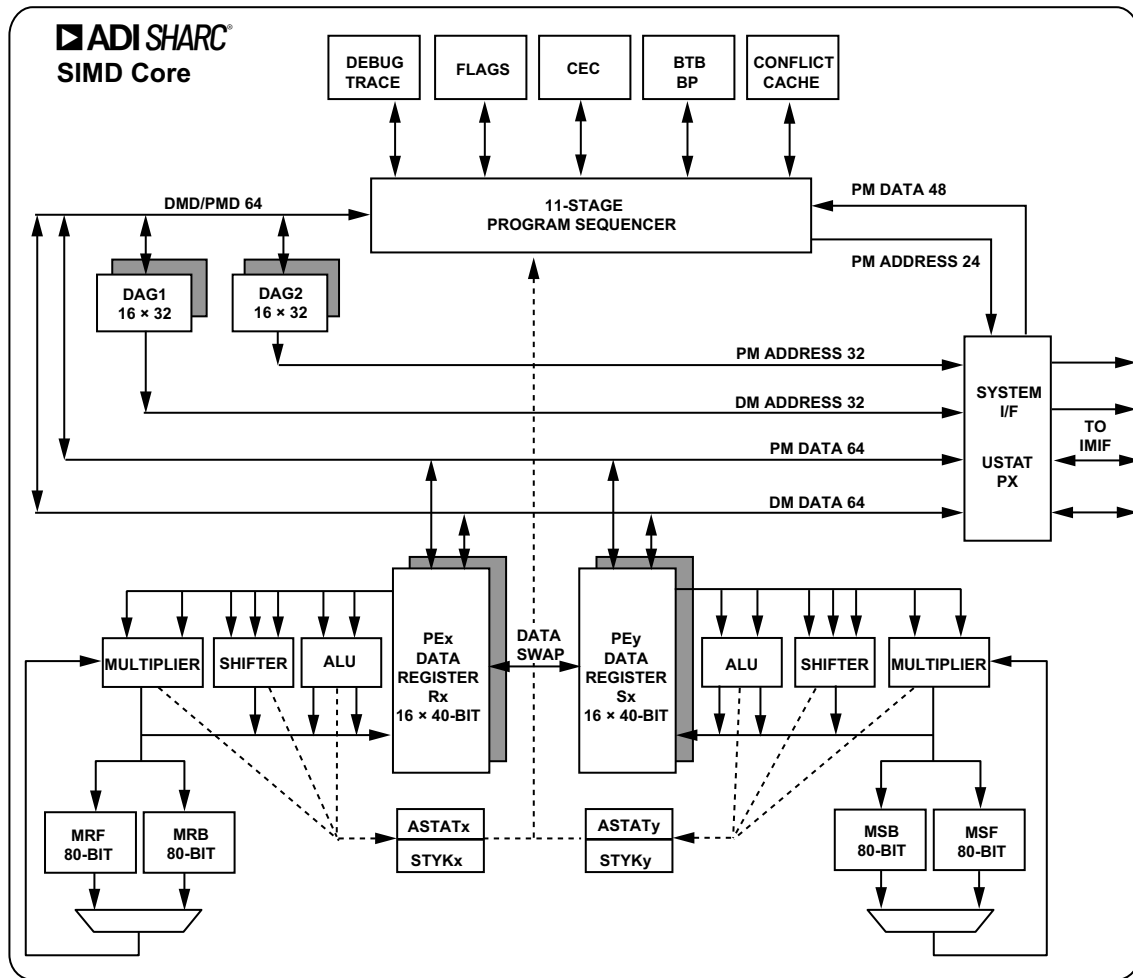 ADI SHARC®
SIMD Core
DEBUG
TRACE
FLAGS
CEC
BTB
BP
CONFLICT
CACHE
DMD/PMD 64
11-STAGE
PROGRAM SEQUENCER
PM DATA 48
PM ADDRESS 24
DAG1
16 × 32
DAG2
16 × 32
PM ADDRESS 32
DM ADDRESS 32
PM DATA 64
DM DATA 64
SYSTEM
I/F
USTAT
PX
TO
IMIF
MULTIPLIER
SHIFTER
ALU
PEx
DATA
REGISTER
Rx
16 × 40-BIT
DATA
SWAP
PEy
DATA
REGISTER
Sx
16 × 40-BIT
ALU
SHIFTER
MULTIPLIER
MRF
80-BIT
MRB
80-BIT
ASTATx
STYKx
ASTATy
STYKy
MSB
80-BIT
MSF
80-BIT